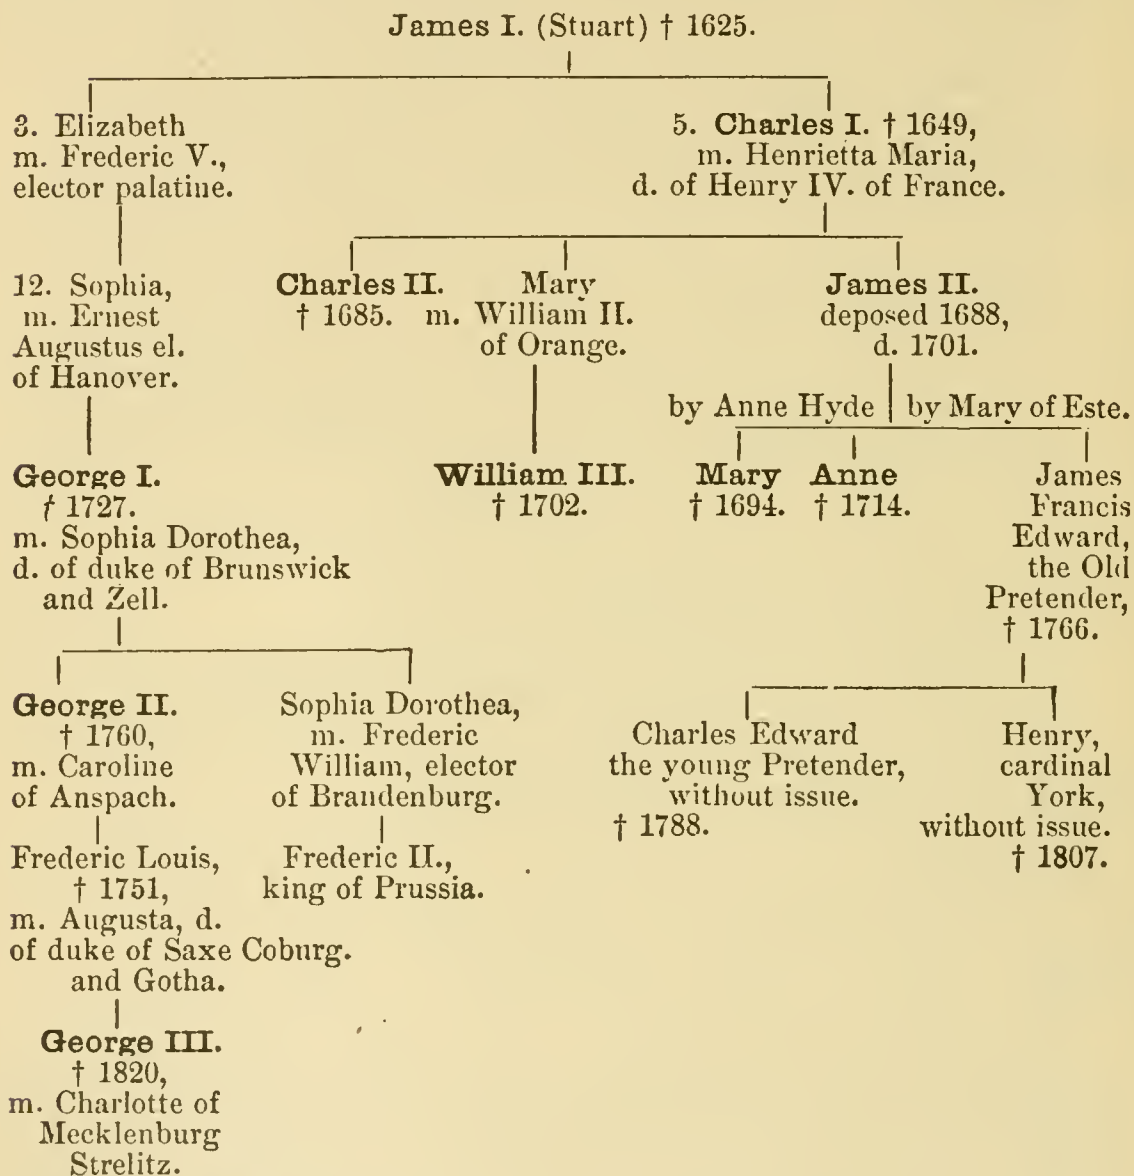 James I. (Stuart) † 1625.
3. Elizabeth
m. Frederic V.,
elector palatine.
5. Charles I. † 1649,
m. Henrietta Maria,
d. of Henry IV. of France.
12. Sophia,
m. Ernest
Augustus el.
of Hanover.
Charles II.
† 1685.
Mary
m. William II.
of Orange.
James II.
deposed 1688,
d. 1701.
by Anne Hyde
by Mary of Este.
George I.
† 1727.
m. Sophia Dorothea,
d. of duke of Brunswick
and Zell.
William III.
† 1702.
Mary
† 1694.
Anne
† 1714.
James
Francis
Edward,
the Old
Pretender,
† 1766.
George II.
† 1760,
m. Caroline
of Anspach.
Sophia Dorothea,
m. Frederic
William, elector
of Brandenburg.
Charles Edward
the young Pretender,
without issue.
† 1788.
Henry,
cardinal
York,
without issue.
† 1807.
Frederic Louis,
† 1751,
m. Augusta, d.
of duke of Saxe Coburg.
and Gotha.
Frederic II.,
king of Prussia.
George III.
† 1820,
m. Charlotte of
Mecklenburg
Strelitz.